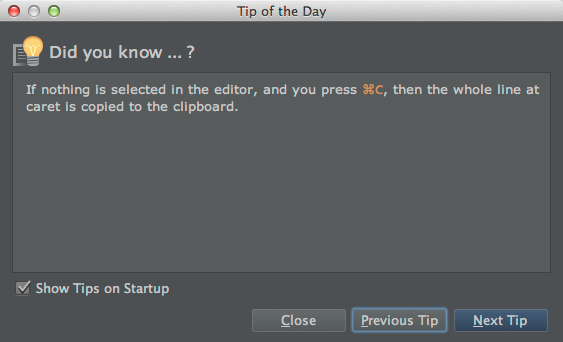 Tip of the Day
Did you know ... ?
If nothing is selected in the editor, and you press ⌘C, then the whole line at
caret is copied to the clipboard.
Show Tips on Startup
Close
Previous Tip
Next Tip